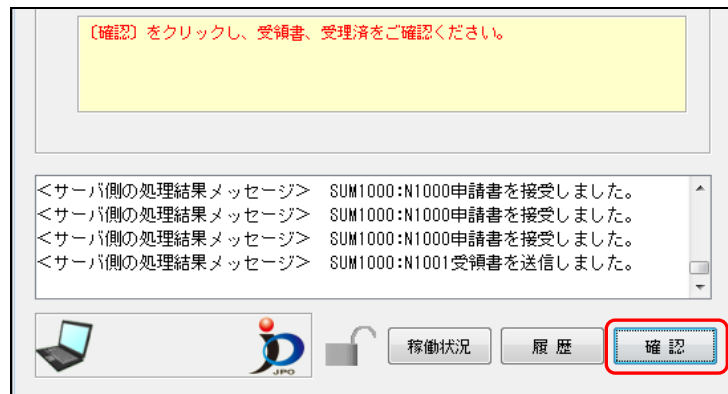 〔確認〕をクリックし、受領書、受理済をご確認ください。
＜サーバ側の処理結果メッセージ＞　SUM1000:N1000申請書を接受しました。
＜サーバ側の処理結果メッセージ＞　SUM1000:N1000申請書を接受しました。
＜サーバ側の処理結果メッセージ＞　SUM1000:N1000申請書を接受しました。
＜サーバ側の処理結果メッセージ＞　SUM1000:N1001受領書を送信しました。
JPO
稼働状況
履 歴
確 認